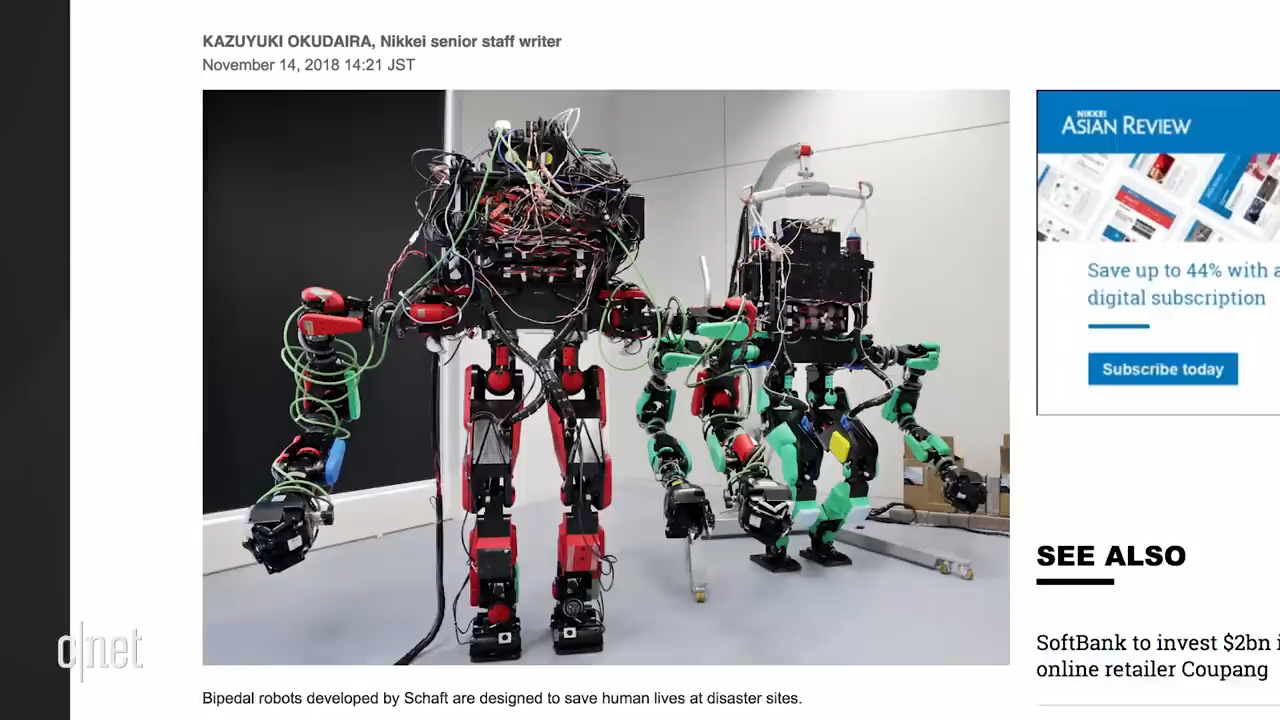 KAZUYUKI OKUDAIRA, Nikkei senior staff writer
November 14, 2018 14:21 JST
NIKKEI
ASIAN REVIEW
Save up to 44% with a
digital subscription
Subscribe today
SEE ALSO
SoftBank to invest $2bn i
online retailer Coupang
c|net
Bipedal robots developed by Schaft are designed to save human lives at disaster sites.